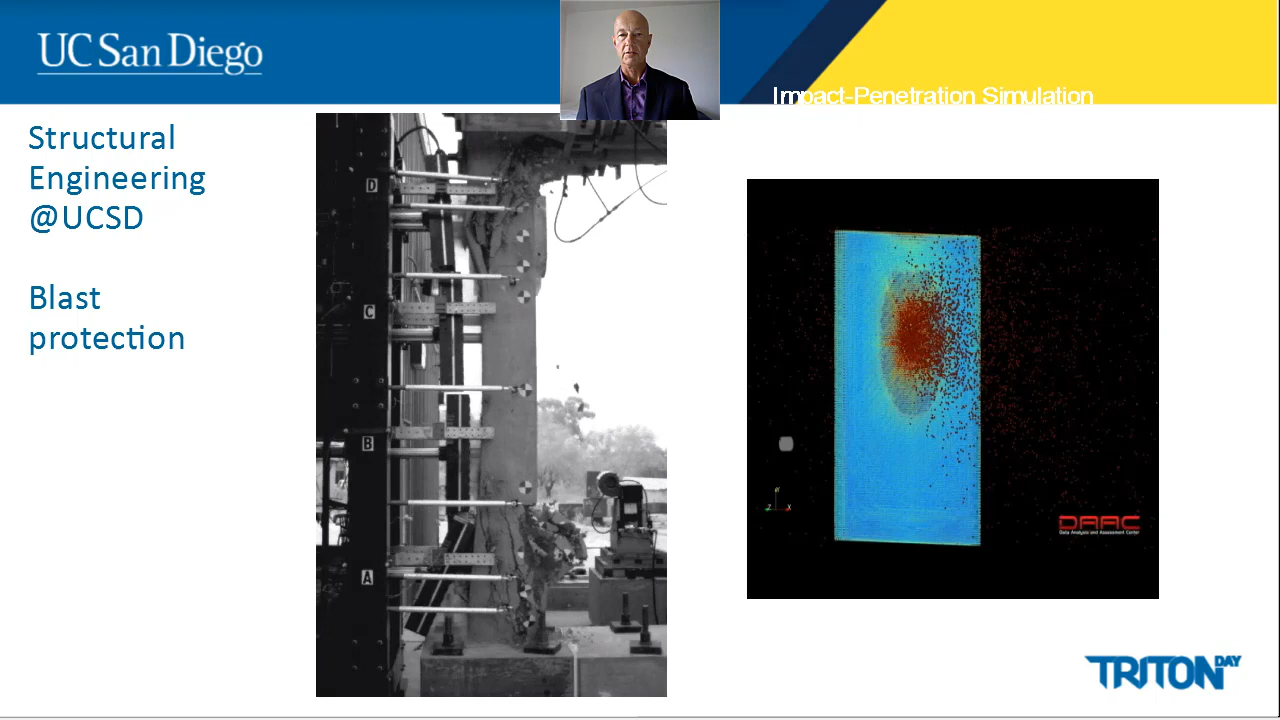 UC San Diego
Impact-Penetration Simulation
Structural
Engineering
@UCSD
Blast
protection
D
C
B
A
Y
Z X
DAAC
Data Analysis and Assessment Center
TRITON DAY